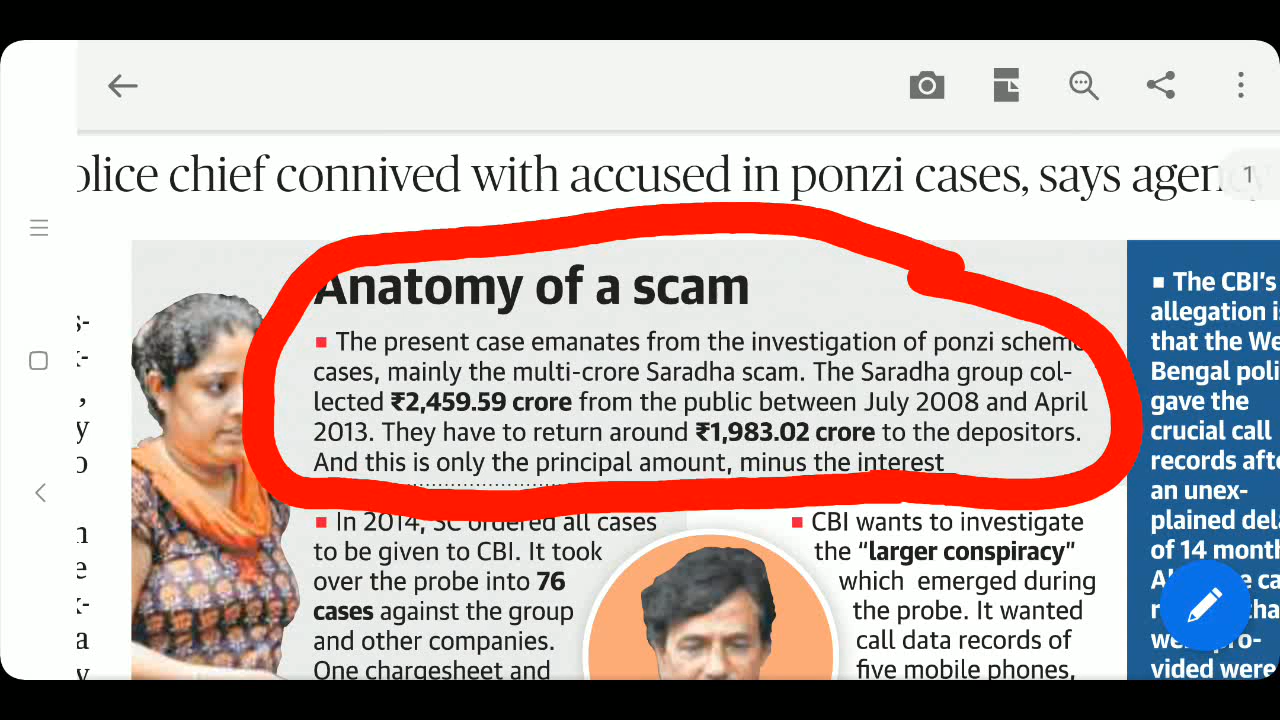 olice chief connived with accused in ponzi cases, says agency
1
Anatomy of a scam
■ The present case emanates from the investigation of ponzi scheme
cases, mainly the multi-crore Saradha scam. The Saradha group col-
lected ₹2,459.59 crore from the public between July 2008 and April
2013. They have to return around ₹1,983.02 crore to the depositors.
And this is only the principal amount, minus the interest
■ In 2014, SC ordered all cases
to be given to CBI. It took
over the probe into 76
cases against the group
and other companies.
One chargesheet and
■ CBI wants to investigate
the “larger conspiracy”
which emerged during
the probe. It wanted
call data records of
five mobile phones,
■ The CBI’s
allegation is
that the We
Bengal poli
gave the
crucial call
records afte
an unex-
plained dela
of 14 month
vided were
s-
k-
,
y
o
n
e
k-
a
y